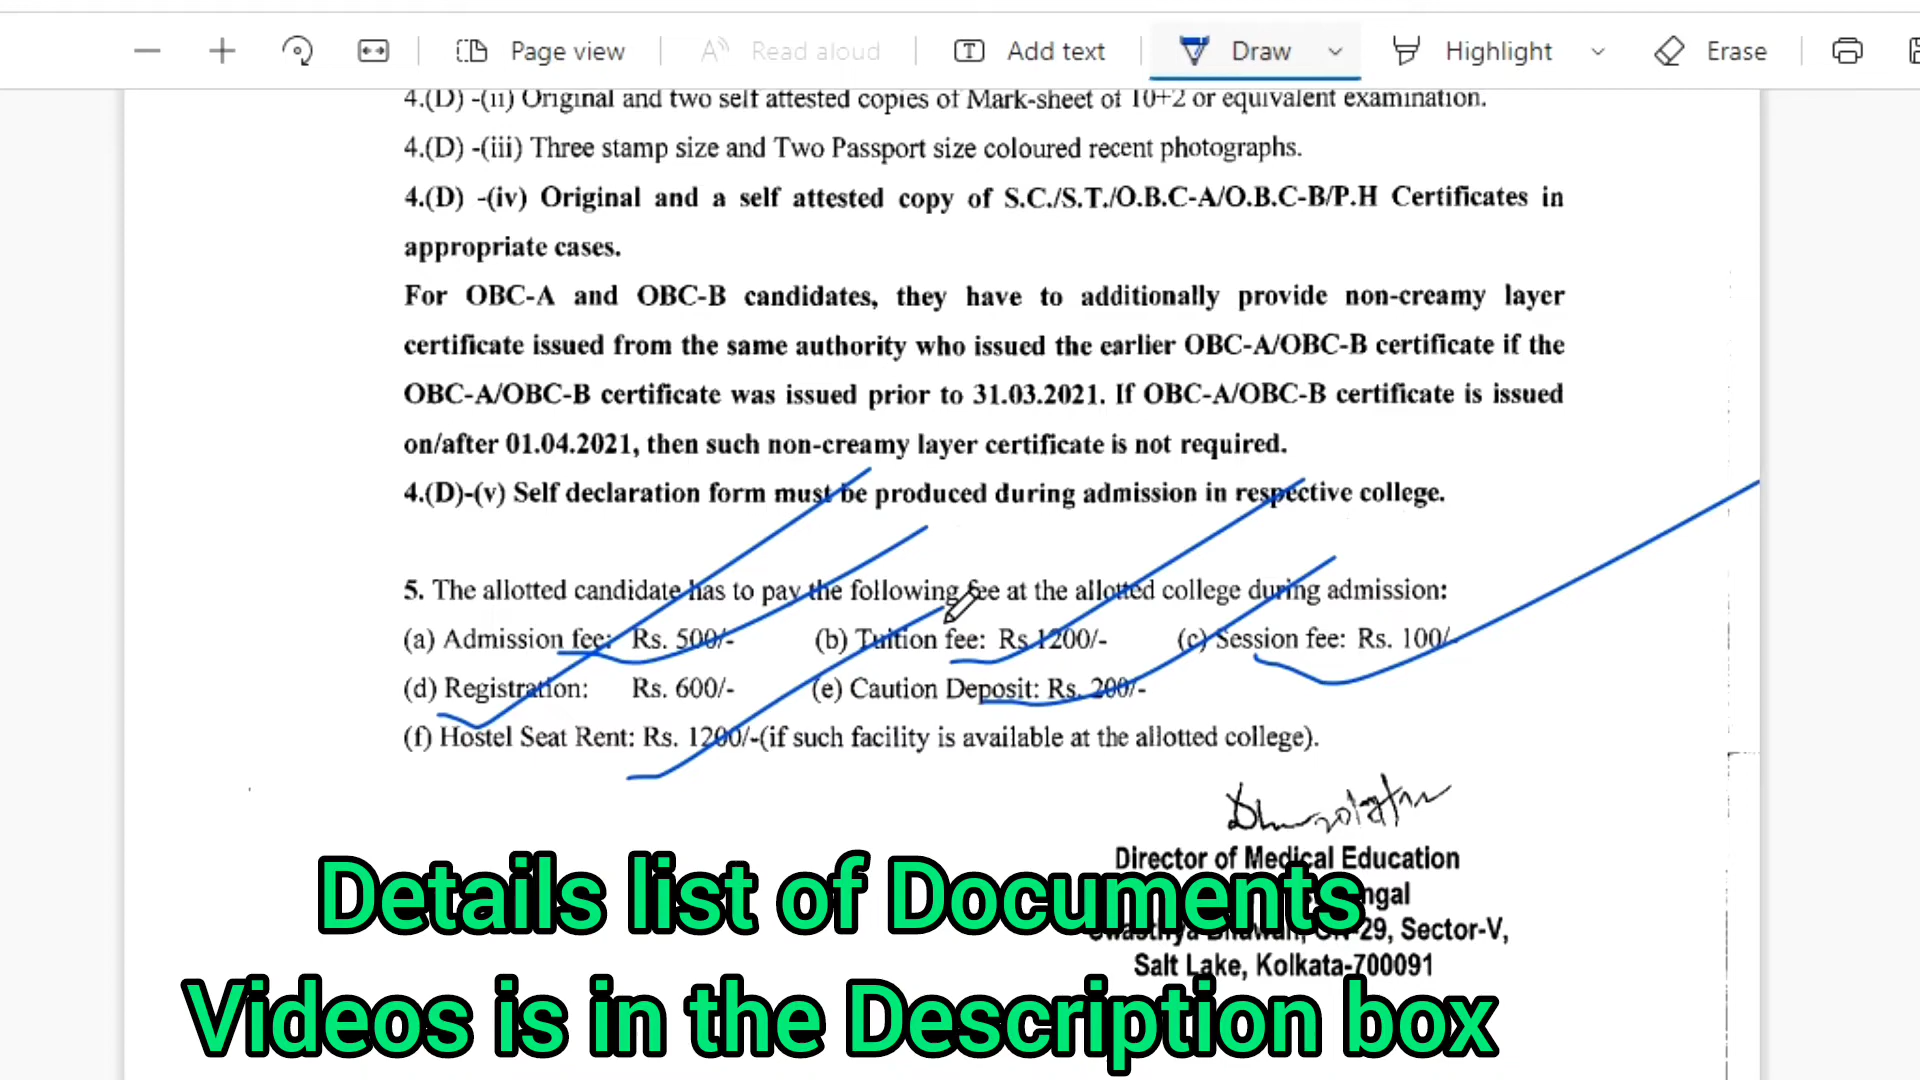 Page view
Read aloud
Add text
Draw
Highlight
Erase
4.(D) -(ii) Original and two self attested copies of Mark-sheet of 10+2 or equivalent examination.
4.(D) -(iii) Three stamp size and Two Passport size coloured recent photographs.
4.(D) -(iv) Original and a self attested copy of S.C./S.T./O.B.C-A/O.B.C-B/P.H Certificates in
appropriate cases.
For OBC-A and OBC-B candidates, they have to additionally provide non-creamy layer
certificate issued from the same authority who issued the earlier OBC-A/OBC-B certificate if the
OBC-A/OBC-B certificate was issued prior to 31.03.2021. If OBC-A/OBC-B certificate is issued
on/after 01.04.2021, then such non-creamy layer certificate is not required.
4.(D)-(v) Self declaration form must be produced during admission in respective college.
5. The allotted candidate has to pay the following fee at the allotted college during admission:
(a) Admission fee: Rs. 500/- (b) Tuition fee: Rs 1200/- (c) Session fee: Rs. 100/-
(d) Registration: Rs. 600/- (e) Caution Deposit: Rs. 200/-
(f) Hostel Seat Rent: Rs. 1200/-(if such facility is available at the allotted college).
Director of Medical Education
29, Sector-V,
Salt Lake, Kolkata-700091
Details list of Documents
Videos is in the Description box